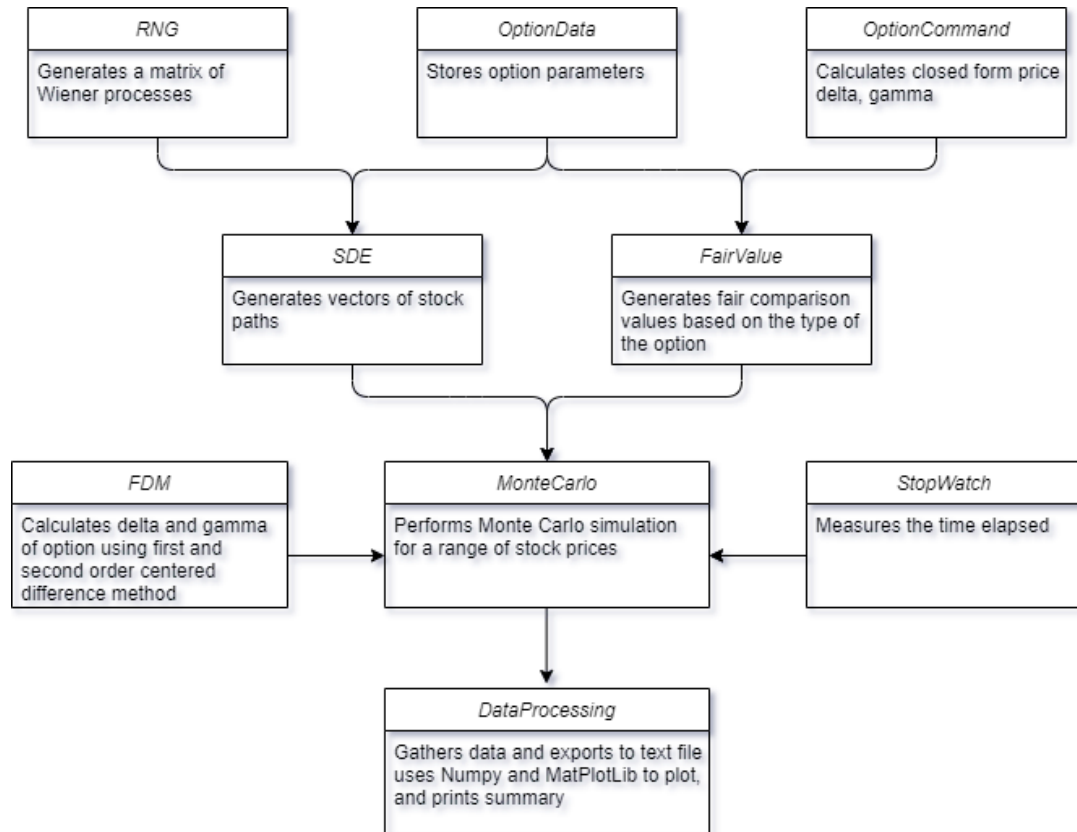 RNG
Generates a matrix of
Wiener processes
OptionData
Stores option parameters
OptionCommand
Calculates closed form price
delta, gamma
SDE
Generates vectors of stock
paths
FairValue
Generates fair comparison
values based on the type of
the option
FDM
Calculates delta and gamma
of option using first and
second order centered
difference method
MonteCarlo
Performs Monte Carlo simulation
for a range of stock prices
StopWatch
Measures the time elapsed
DataProcessing
Gathers data and exports to text file
uses Numpy and MatPlotLib to plot,
and prints summary